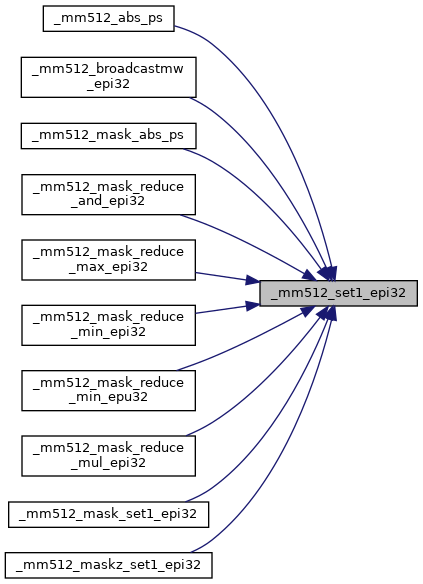 _mm512_abs_ps
_mm512_broadcastmw
_epi32
_mm512_mask_abs_ps
_mm512_mask_reduce
_and_epi32
_mm512_mask_reduce
_max_epi32
_mm512_set1_epi32
_mm512_mask_reduce
_min_epi32
_mm512_mask_reduce
_min_epu32
_mm512_mask_reduce
_mul_epi32
_mm512_mask_set1_epi32
_mm512_maskz_set1_epi32